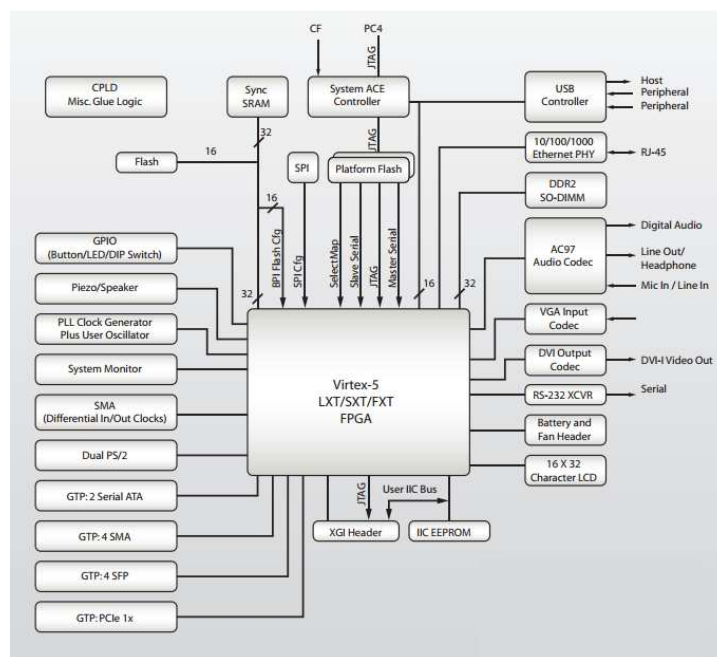 CF
PC4
JTAG
CPLD
Misc. Glue Logic
Sync
SRAM
System ACE
Controller
USB
Controller
Host
Peripheral
Peripheral
32
16
Flash
JTAG
SPI
Platform Flash
10/100/1000
Ethernet PHY
RJ-45
DDR2
SO-DIMM
16
BPI Flash Cfg
SPI Cfg
SelectMap
Slave Serial
JTAG
Master Serial
16
32
32
GPIO
(Button/LED/DIP Switch)
AC97
Audio Codec
Digital Audio
Line Out/
Headphone
Mic In / Line In
Piezo/Speaker
PLL Clock Generator
Plus User Oscillator
System Monitor
SMA
(Differential In/Out Clocks)
Dual PS/2
GTP: 2 Serial ATA
GTP: 4 SMA
GTP: 4 SFP
GTP: PCIe 1x
Virtex-5
LXT/SXT/FXT
FPGA
VGA Input
Codec
DVI Output
Codec
DVI-I Video Out
RS-232 XCVR
Serial
Battery and
Fan Header
16 X 32
Character LCD
JTAG
User IIC Bus
XGI Header
IIC EEPROM